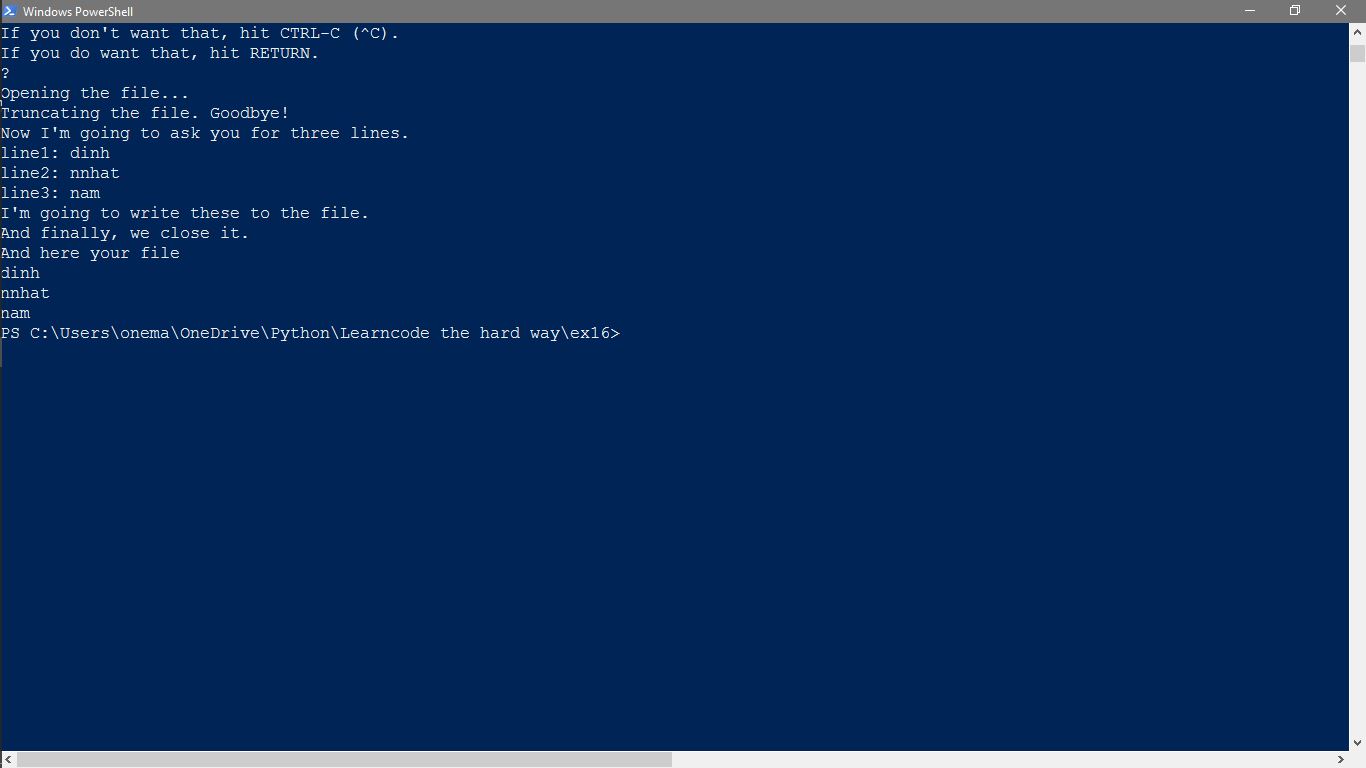 Windows PowerShell
If you don't want that, hit CTRL-C (^C).
If you do want that, hit RETURN.
?
Opening the file...
Truncating the file. Goodbye!
Now I'm going to ask you for three lines.
line1: dinh
line2: nnhat
line3: nam
I'm going to write these to the file.
And finally, we close it.
And here your file
dinh
nnhat
nam
PS C:\Users\onema\OneDrive\Python\Learncode the hard way\ex16>